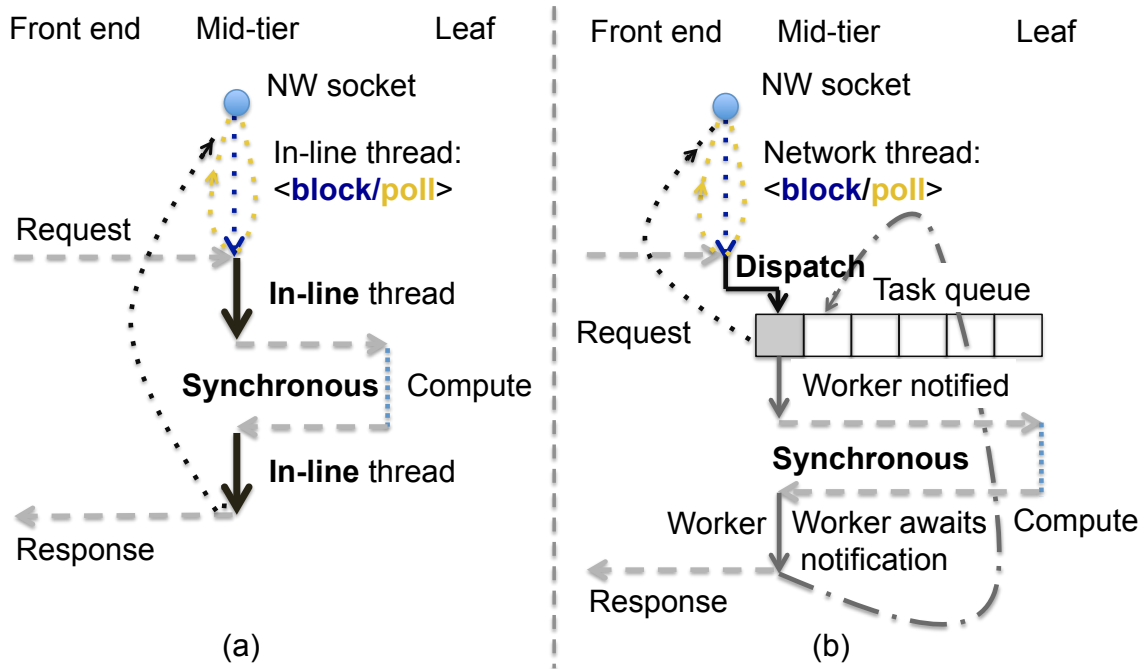 Front end Mid-tier Leaf
NW socket
In-line thread:
<block/poll>
Request
In-line thread
Synchronous Compute
In-line thread
Response
(a)
Front end Mid-tier Leaf
NW socket
Network thread:
<block/poll>
Dispatch
Task queue
Request
Worker notified
Synchronous
Worker Worker awaits Compute
notification
Response
(b)